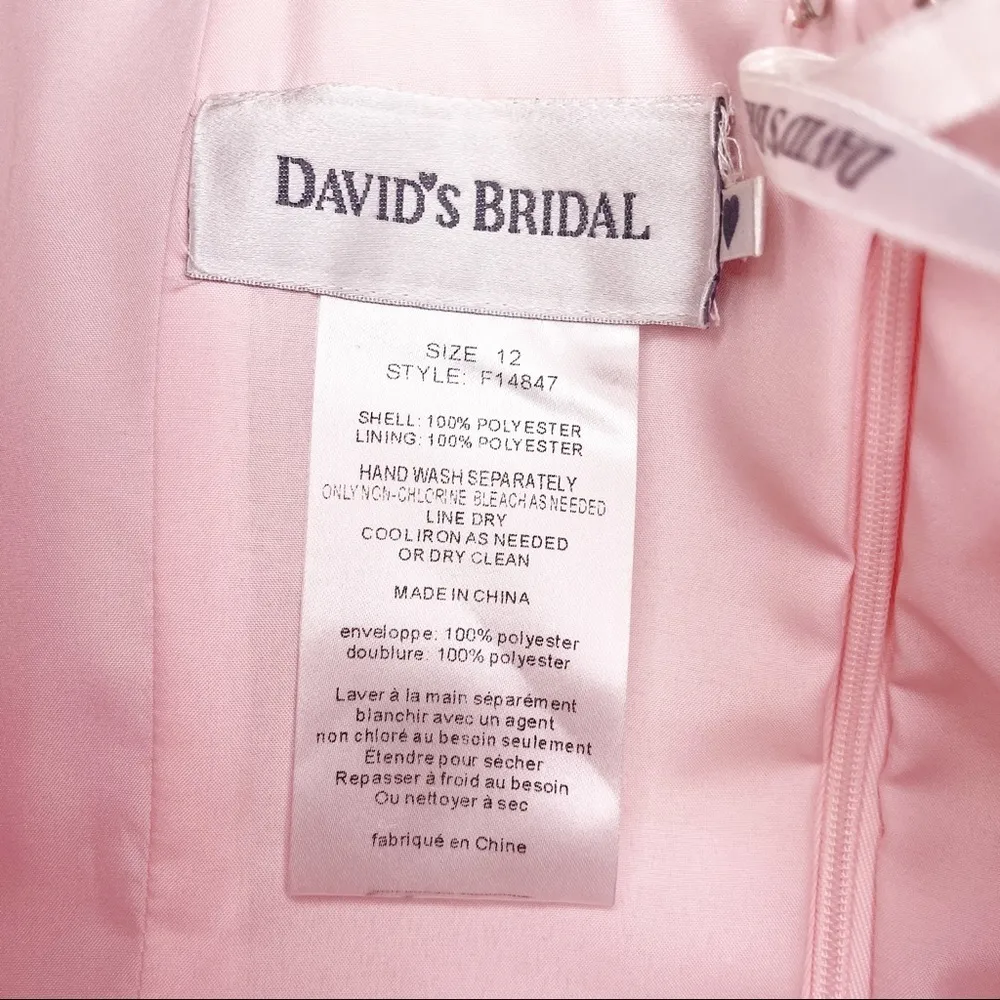 DAVID'S BRIDAL
DAVID'S B
SIZE 12
STYLE: F14847
SHELL: 100% POLYESTER
LINING: 100% POLYESTER
HAND WASH SEPARATELY
ONLY NON-CHLORINE BLEACH AS NEEDED
LINE DRY
COOL IRON AS NEEDED
OR DRY CLEAN
MADE IN CHINA
enveloppe: 100% polyester
doublure: 100% polyester
Laver à la main séparément
blanchir avec un agent
non chloré au besoin seulement
Étendre pour sécher
Repasser à froid au besoin
Ou nettoyer à sec
fabriqué en Chine